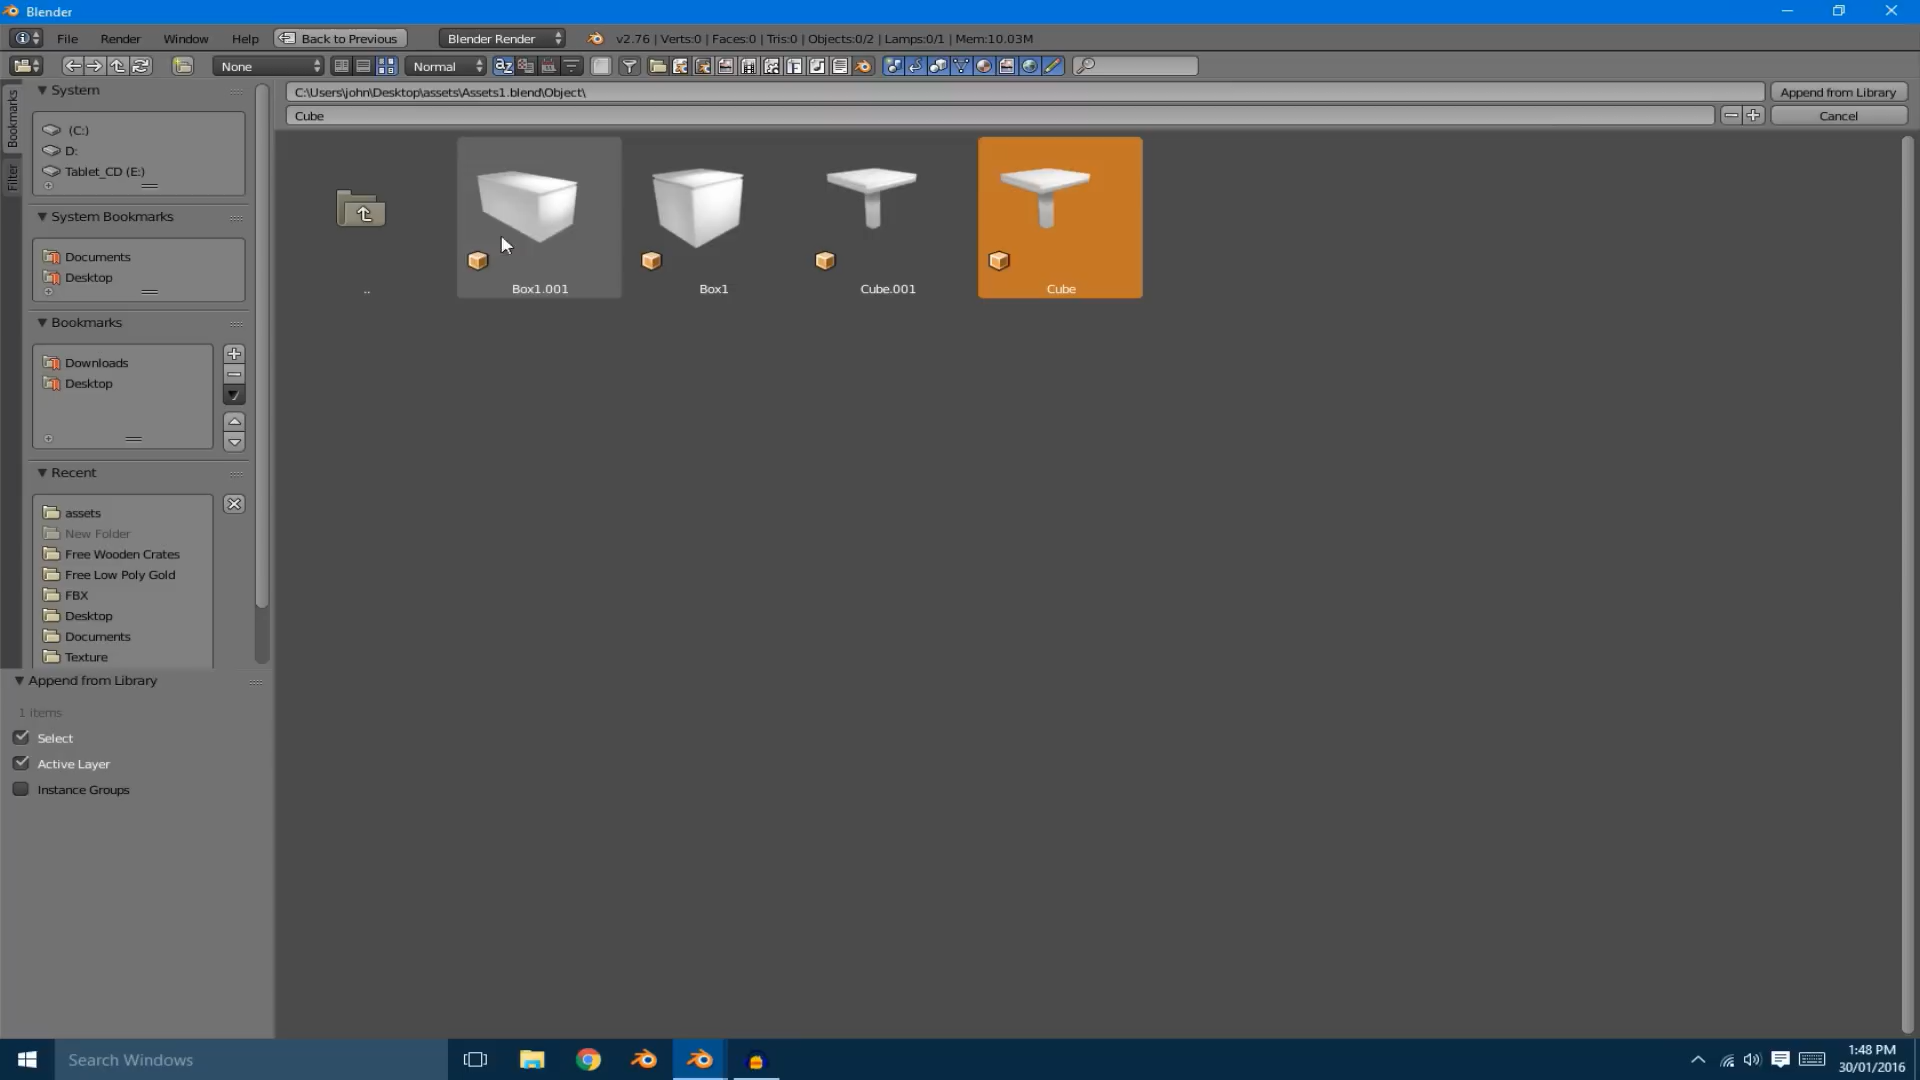 Blender
File Render Window Help Back to Previous Blender Render v2.76 | Verts:0 | Faces:0 | Tris:0 | Objects:0/2 | Lamps:0/1 | Mem:10.03M
None Normal
Bookmarks
Filter
System
(C:)
D:
Tablet_CD (E:)
System Bookmarks
Documents
Desktop
Bookmarks
Downloads
Desktop
Recent
assets
New Folder
Free Wooden Crates
Free Low Poly Gold
FBX
Desktop
Documents
Texture
Append from Library
1 items
Select
Active Layer
Instance Groups
C:\Users\john\Desktop\assets\Assets1.blend\Object\
Append from Library
Cube
Cancel
.. Box1.001 Box1 Cube.001 Cube
Search Windows
1:48 PM
30/01/2016